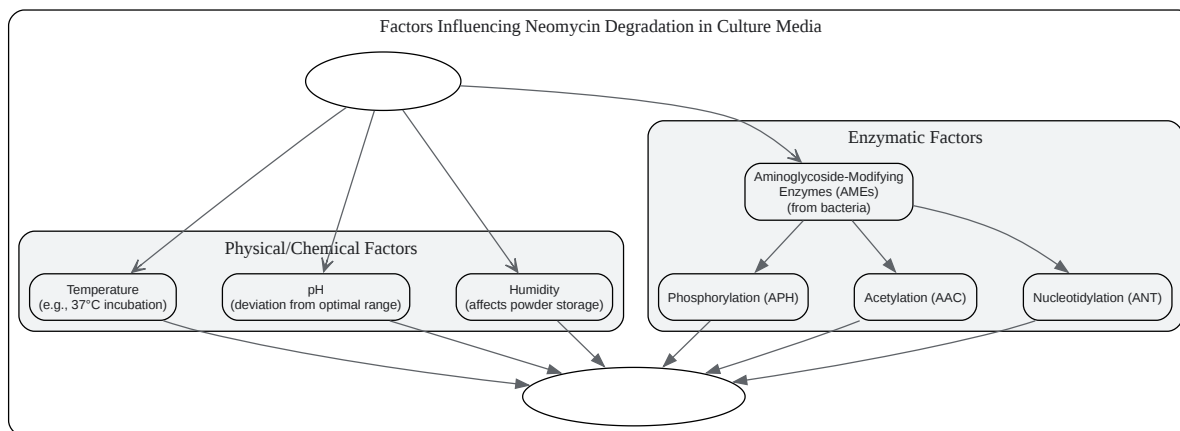 Factors Influencing Neomycin Degradation in Culture Media
Enzymatic Factors
Aminoglycoside-Modifying
Enzymes (AMEs)
(from bacteria)
Physical/Chemical Factors
Temperature
(e.g., 37°C incubation)
pH
(deviation from optimal range)
Humidity
(affects powder storage)
Phosphorylation (APH)
Acetylation (AAC)
Nucleotidylation (ANT)